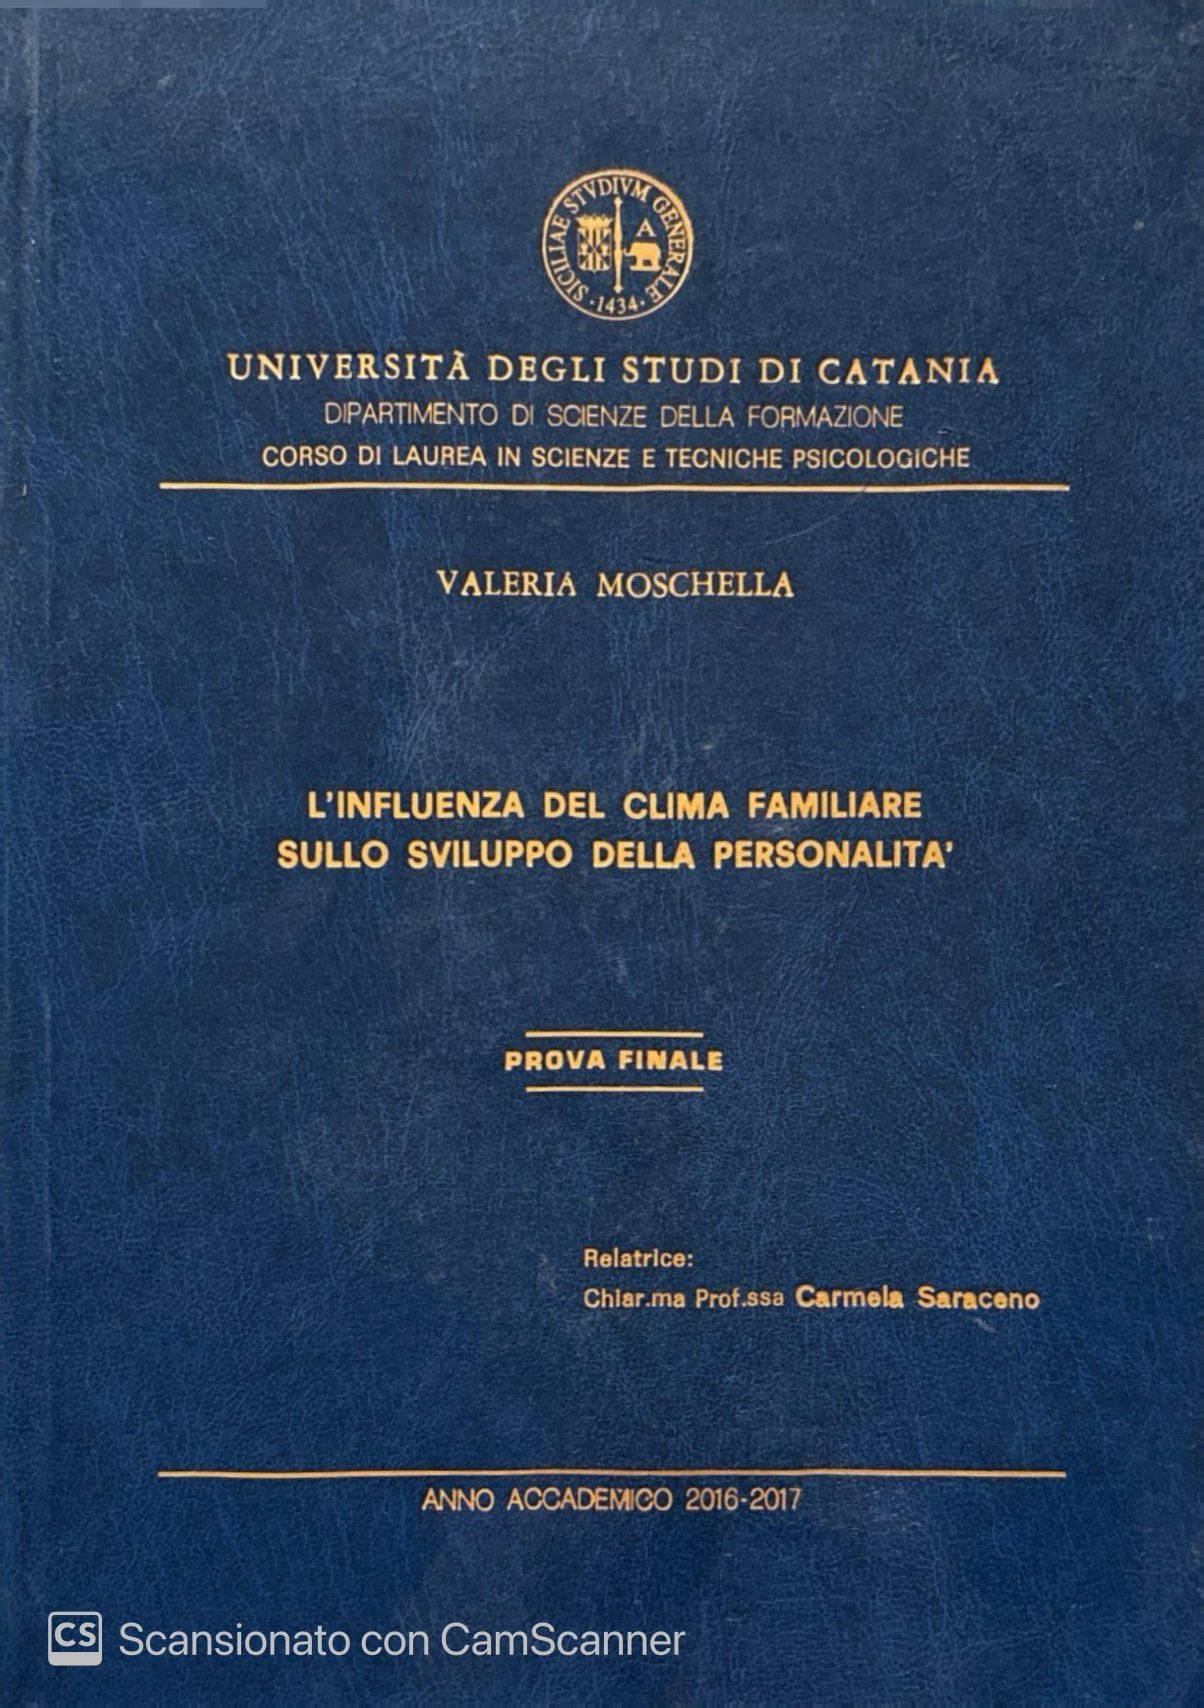 SICILIAE STVDIVM GENERALE
·1434·
A
UNIVERSITÀ DEGLI STUDI DI CATANIA
DIPARTIMENTO DI SCIENZE DELLA FORMAZIONE
CORSO DI LAUREA IN SCIENZE E TECNICHE PSICOLOGICHE
VALERIA MOSCHELLA
L'INFLUENZA DEL CLIMA FAMILIARE
SULLO SVILUPPO DELLA PERSONALITA'
PROVA FINALE
Relatrice:
Chiar.ma Prof.ssa Carmela Saraceno
ANNO ACCADEMICO 2016-2017
CS Scansionato con CamScanner